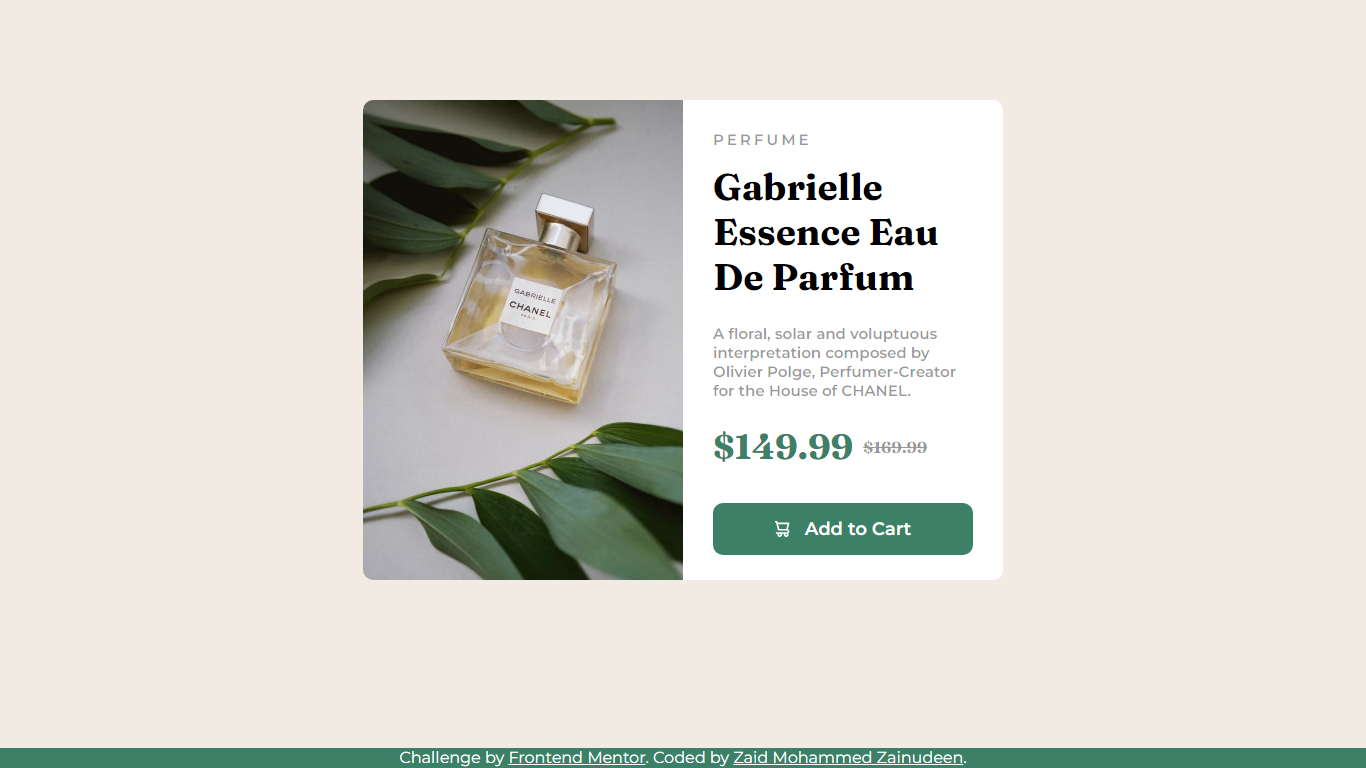 GABRIELLE
CHANEL
PARIS
PERFUME
Gabrielle
Essence Eau
De Parfum
A floral, solar and voluptuous
interpretation composed by
Olivier Polge, Perfumer-Creator
for the House of CHANEL.
$149.99 $169.99
Add to Cart
Challenge by Frontend Mentor. Coded by Zaid Mohammed Zainudeen.